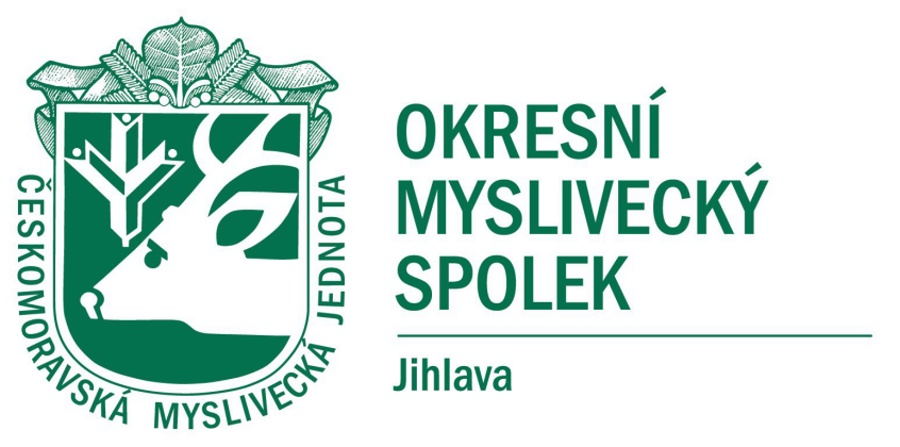 ČESKOMORAVSKÁ MYSLIVECKÁ JEDNOTA
OKRESNÍ
MYSLIVECKÝ
SPOLEK
Jihlava